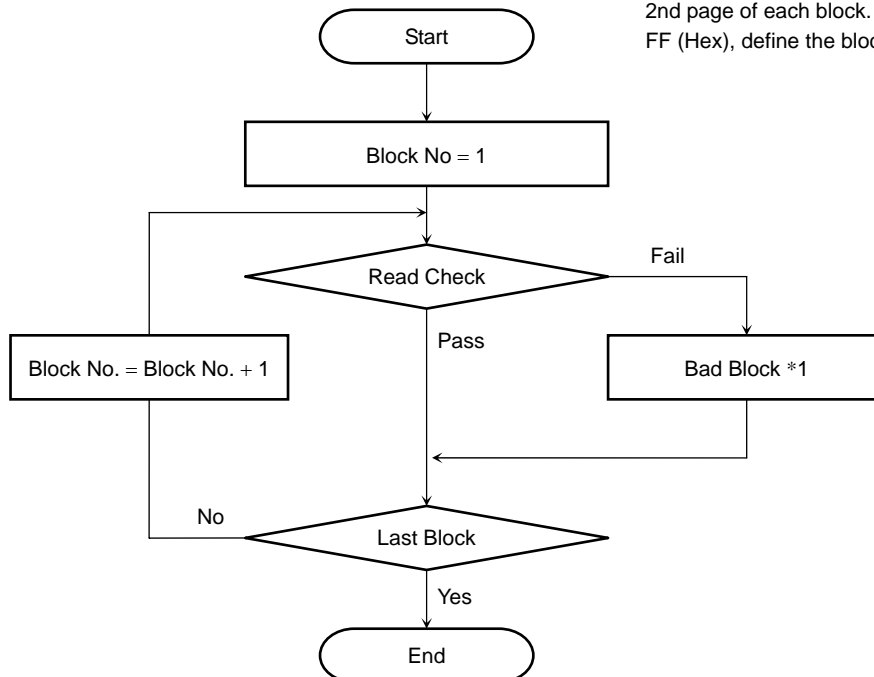 2nd page of each block.
FF (Hex), define the bloc
Start
Block No = 1
Read Check
Fail
Pass
Block No. = Block No. + 1
Bad Block *1
No
Last Block
Yes
End